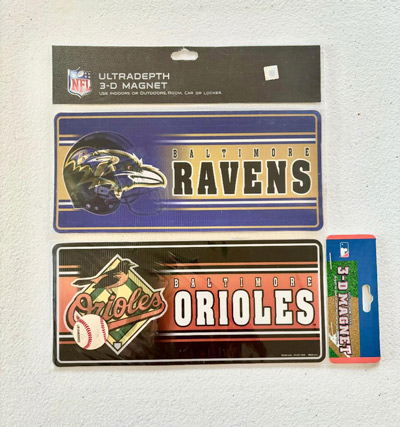 NFL
ULTRADEPTH
3-D MAGNET
USE INDOORS OR OUTDOORS, ROOM, CAR OR LOCKER.
BALTIMORE
RAVENS
Orioles
BALTIMORE
ORIOLES
3-D MAGNET